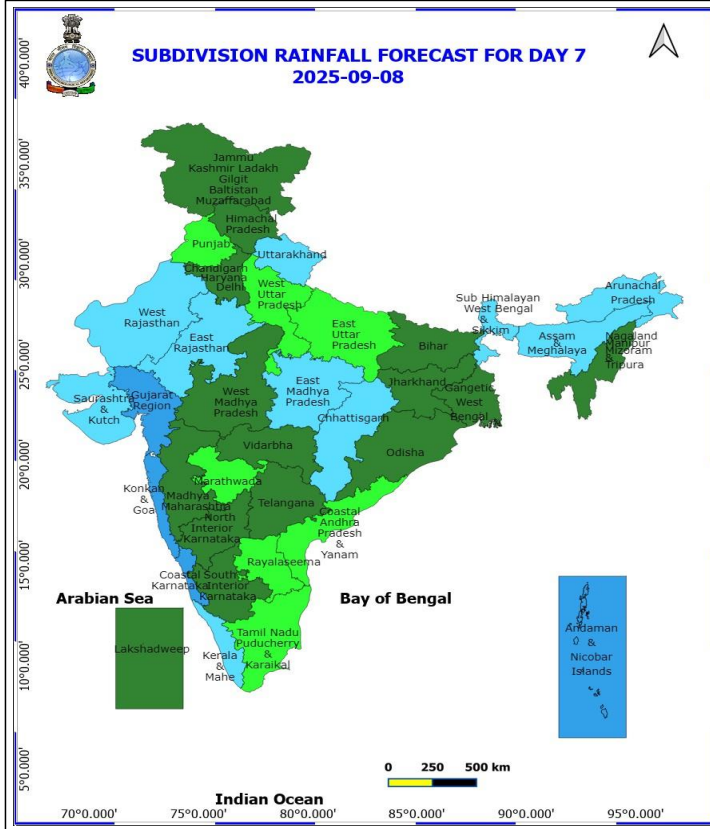 SUBDIVISION RAINFALL FORECAST FOR DAY 7
2025-09-08
40°0.000'
35°0.000'
30°0.000'
25°0.000'
20°0.000'
15°0.000'
10°0.000'
5°0.000'
Jammu
Kashmir Ladakh
Gilgit
Baltistan
Muzaffarabad
Himachal
Pradesh
Punjab
Uttarakhand
Chandigarh
Haryana
Delhi
West
Uttar
Pradesh
East
Uttar
Pradesh
West
Rajasthan
East
Rajasthan
Sub Himalayan
West Bengal
&
Sikkim
Arunachal
Pradesh
Assam
&
Meghalaya
Nagaland
Manipur
Mizoram
&
Tripura
Bihar
Jharkhand
Gangetic
West
Bengal
Saurashtra
&
Kutch
Gujarat
Region
West
Madhya
Pradesh
East
Madhya
Pradesh
Chhattisgarh
Odisha
Vidarbha
Konkan
&
Goa
Madhya
Maharashtra
Marathwada
Telangana
North
Interior
Karnataka
Coastal
Andhra
Pradesh
&
Yanam
Rayalaseema
Coastal
Karnataka
South
Interior
Karnataka
Arabian Sea
Bay of Bengal
Lakshadweep
Kerala
&
Mahe
Tamil Nadu
Puducherry
&
Karaikal
Andaman
&
Nicobar
Islands
0 250 500 km
Indian Ocean
70°0.000' 75°0.000' 80°0.000' 85°0.000' 90°0.000' 95°0.000'